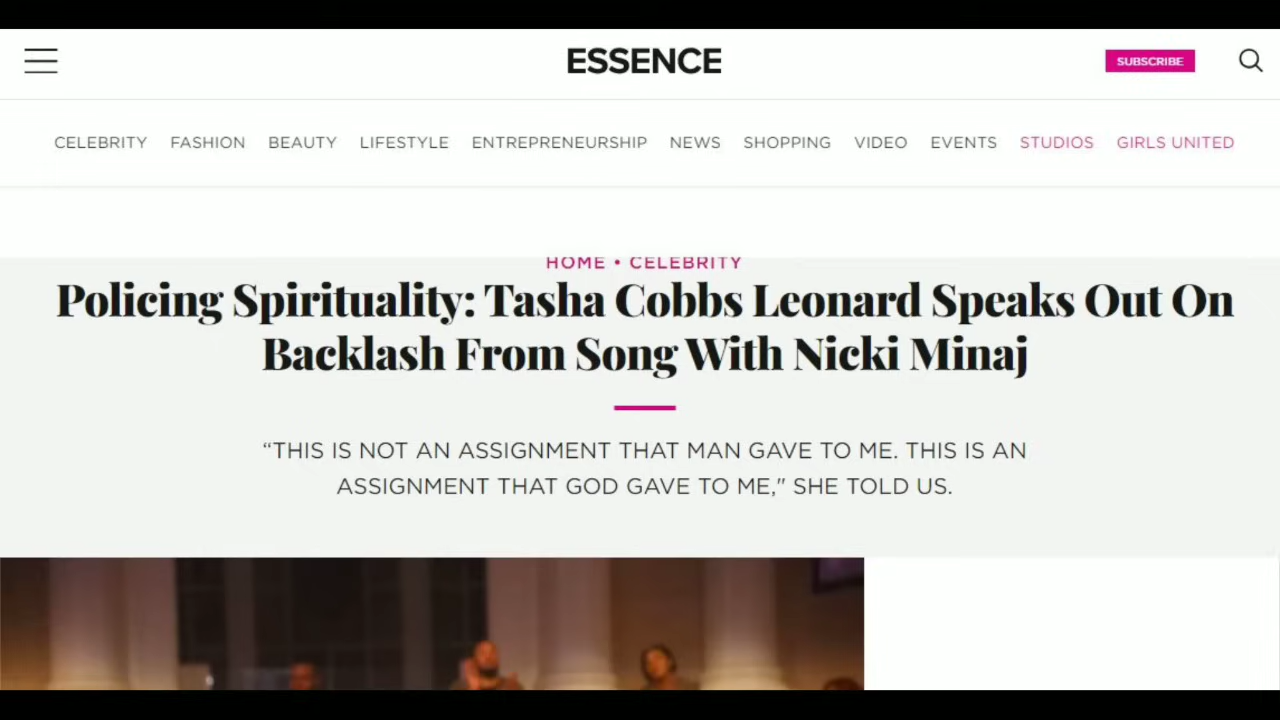 ESSENCE
SUBSCRIBE
CELEBRITY FASHION BEAUTY LIFESTYLE ENTREPRENEURSHIP NEWS SHOPPING VIDEO EVENTS STUDIOS GIRLS UNITED
HOME • CELEBRITY
Policing Spirituality: Tasha Cobbs Leonard Speaks Out On
Backlash From Song With Nicki Minaj
“THIS IS NOT AN ASSIGNMENT THAT MAN GAVE TO ME. THIS IS AN
ASSIGNMENT THAT GOD GAVE TO ME," SHE TOLD US.